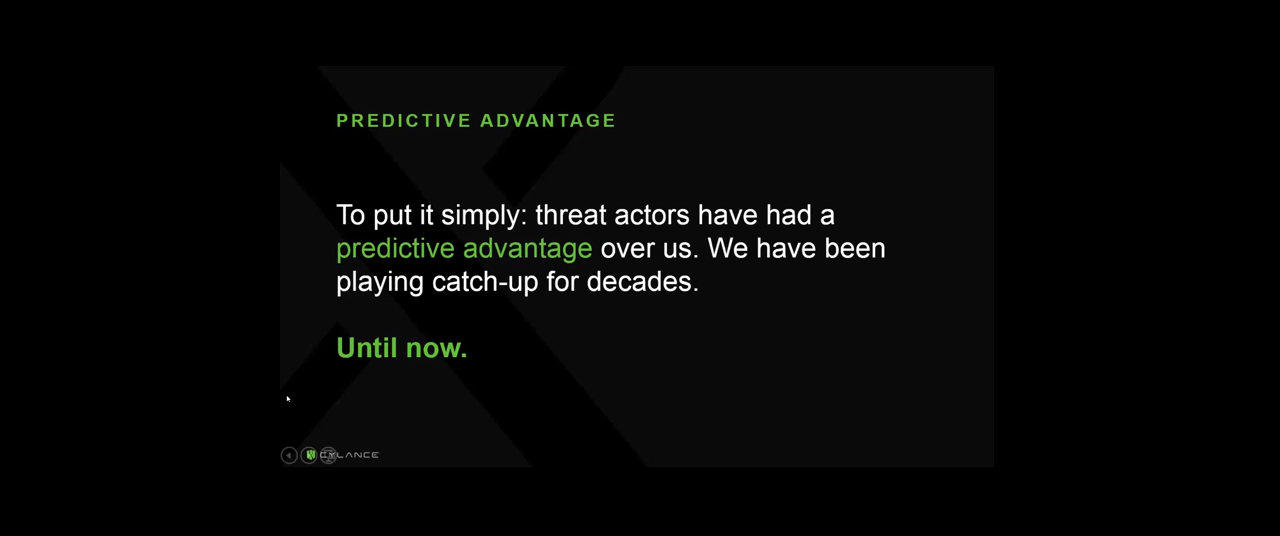 PREDICTIVE ADVANTAGE
To put it simply: threat actors have had a
predictive advantage over us. We have been
playing catch-up for decades.
Until now.
CYLANCE